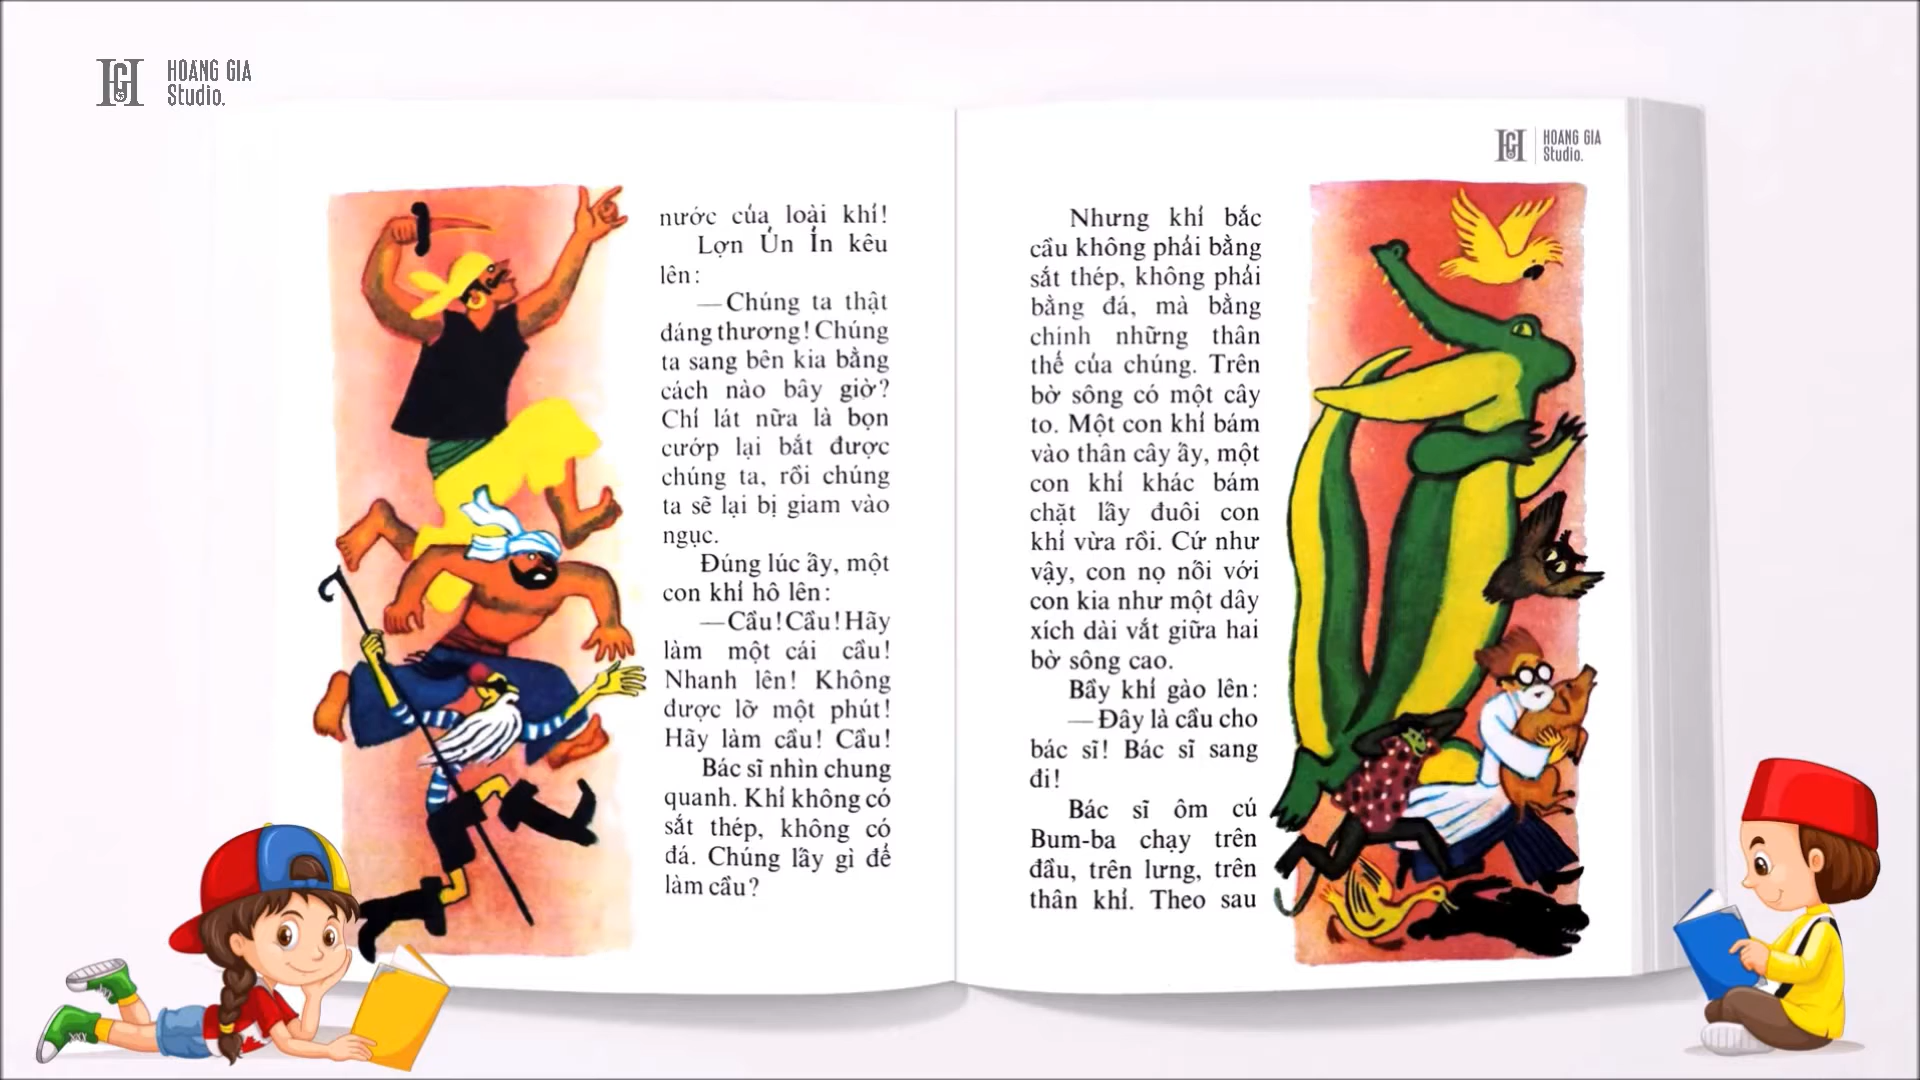 HOANG GIA
Studio.
nước của loài khỉ!
Lợn Ủn Ỉn kêu
lên:
— Chúng ta thật
đáng thương! Chúng
ta sang bên kia bằng
cách nào bây giờ?
Chỉ lát nữa là bọn
cướp lại bắt được
chúng ta, rồi chúng
ta sẽ lại bị giam vào
ngục.
Đúng lúc ấy, một
con khỉ hô lên:
— Cầu! Cầu! Hãy
làm một cái cầu!
Nhanh lên! Không
được lỡ một phút!
Hãy làm cầu! Cầu!
Bác sĩ nhìn chung
quanh. Khỉ không có
sắt thép, không có
đá. Chúng lấy gì để
làm cầu?
HOANG GIA
Studio.
Nhưng khỉ bắc
cầu không phải bằng
sắt thép, không phải
bằng đá, mà bằng
chính những thân
thể của chúng. Trên
bờ sông có một cây
to. Một con khỉ bám
vào thân cây ấy, một
con khỉ khác bám
chặt lấy đuôi con
khỉ vừa rồi. Cứ như
vậy, con nọ nối với
con kia như một dây
xích dài vắt giữa hai
bờ sông cao.
Bầy khỉ gào lên:
— Đây là cầu cho
bác sĩ! Bác sĩ sang
đi!
Bác sĩ ôm cú
Bum-ba chạy trên
đầu, trên lưng, trên
thân khỉ. Theo sau